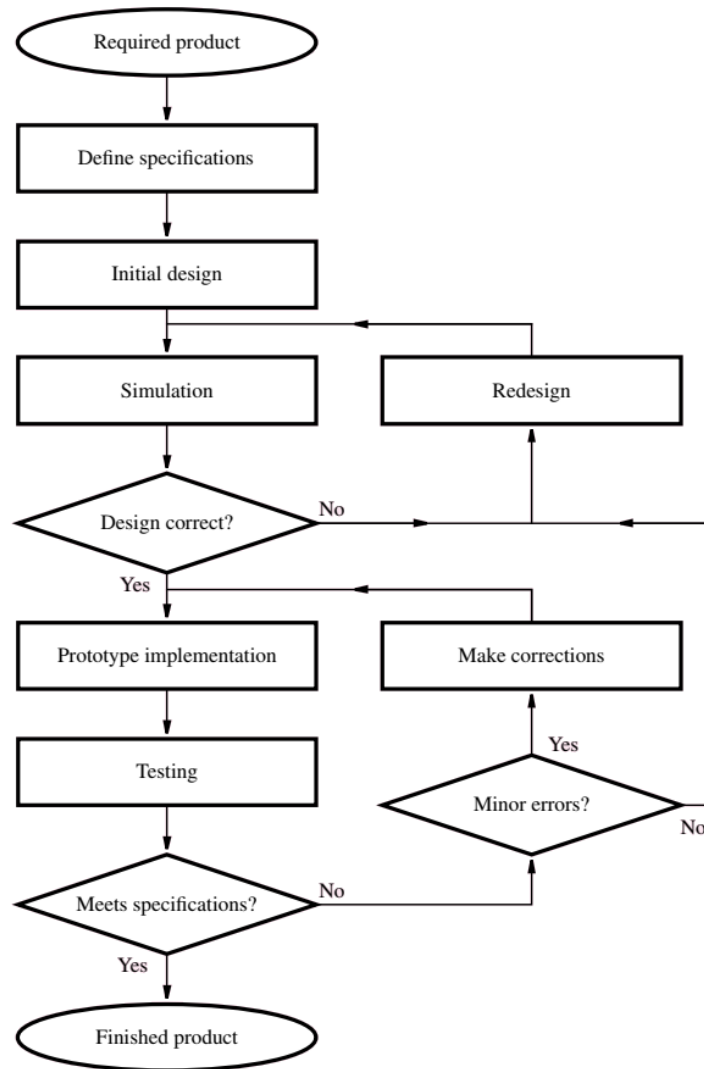 Required product
Define specifications
Initial design
Simulation
Redesign
Design correct?
No
Yes
Prototype implementation
Make corrections
Yes
Testing
Minor errors?
No
Meets specifications?
No
Yes
Finished product